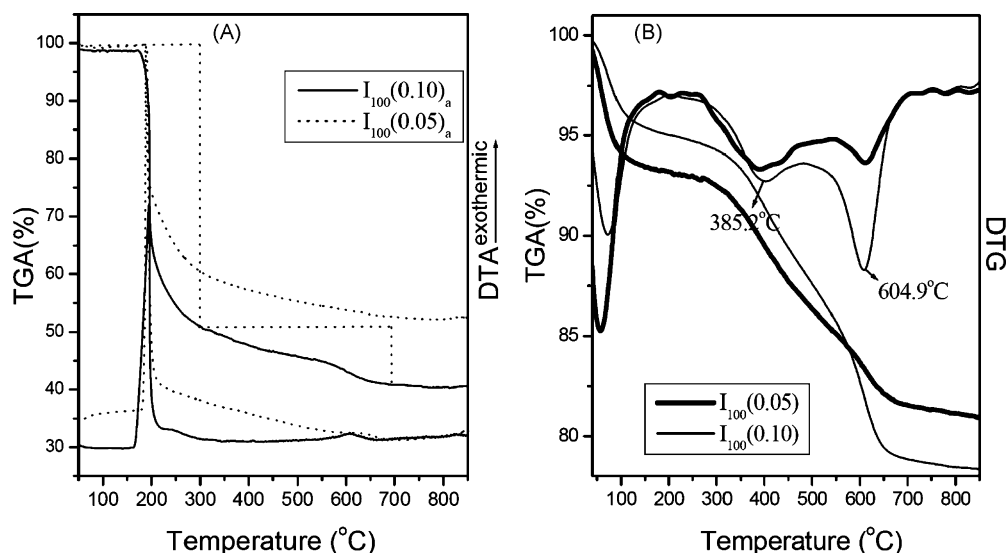 (A)
100
90
80
70
60
50
40
30
TGA(%)
I100(0.10)a
I100(0.05)a
DTA exothermic
100 200 300 400 500 600 700 800
Temperature (°C)
(B)
100
95
90
85
80
TGA(%)
385.2°C
604.9°C
DTG
I100(0.05)
I100(0.10)
100 200 300 400 500 600 700 800
Temperature (°C)